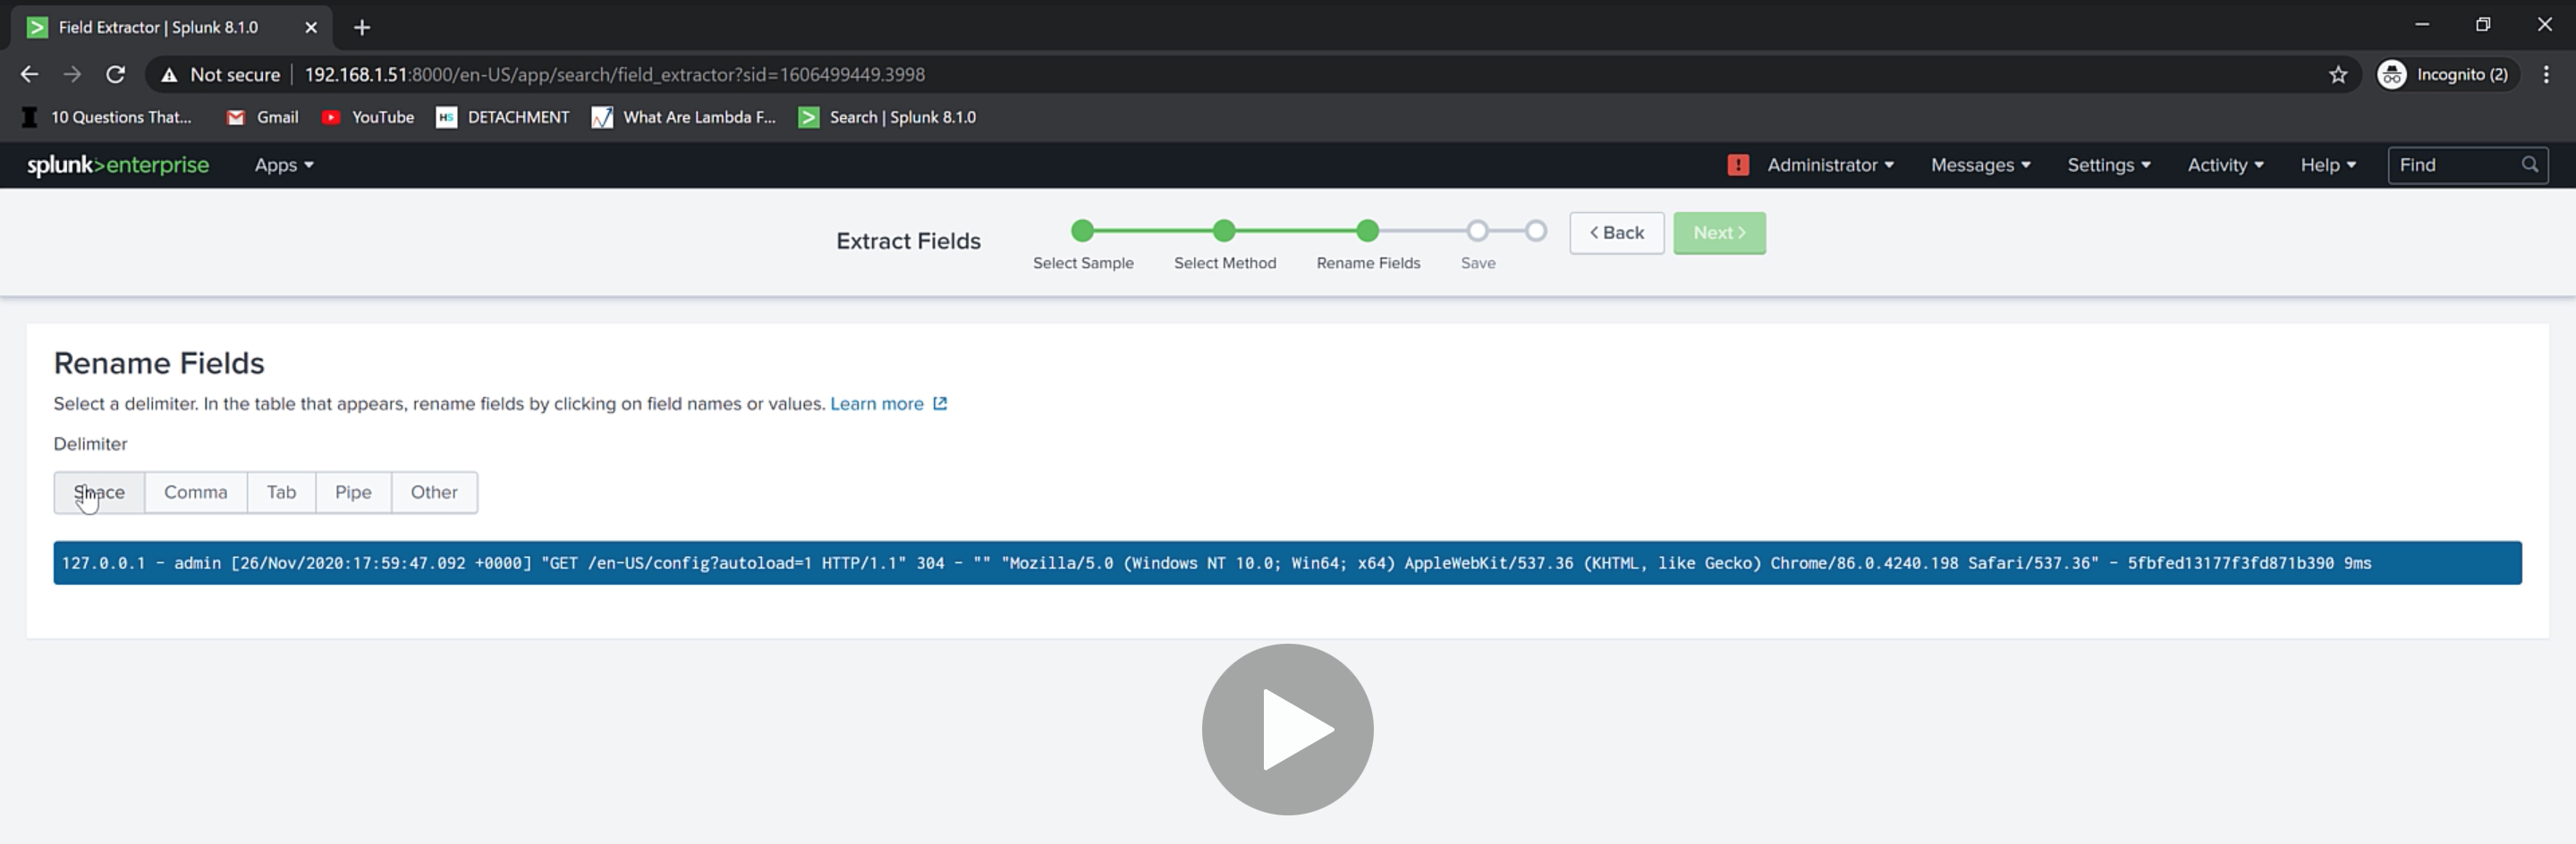 Field Extractor | Splunk 8.1.0
Not secure 192.168.1.51:8000/en-US/app/search/field_extractor?sid=1606499449.3998 Incognito (2)
10 Questions That... Gmail YouTube HS DETACHMENT What Are Lambda F... Search | Splunk 8.1.0
splunk>enterprise Apps Administrator Messages Settings Activity Help Find
Extract Fields < Back Next >
Select Sample Select Method Rename Fields Save
Rename Fields
Select a delimiter. In the table that appears, rename fields by clicking on field names or values. Learn more
Delimiter
Space Comma Tab Pipe Other
127.0.0.1 - admin [26/Nov/2020:17:59:47.092 +0000] "GET /en-US/config?autoload=1 HTTP/1.1" 304 - "" "Mozilla/5.0 (Windows NT 10.0; Win64; x64) AppleWebKit/537.36 (KHTML, like Gecko) Chrome/86.0.4240.198 Safari/537.36" - 5fbfed13177f3fd871b390 9ms